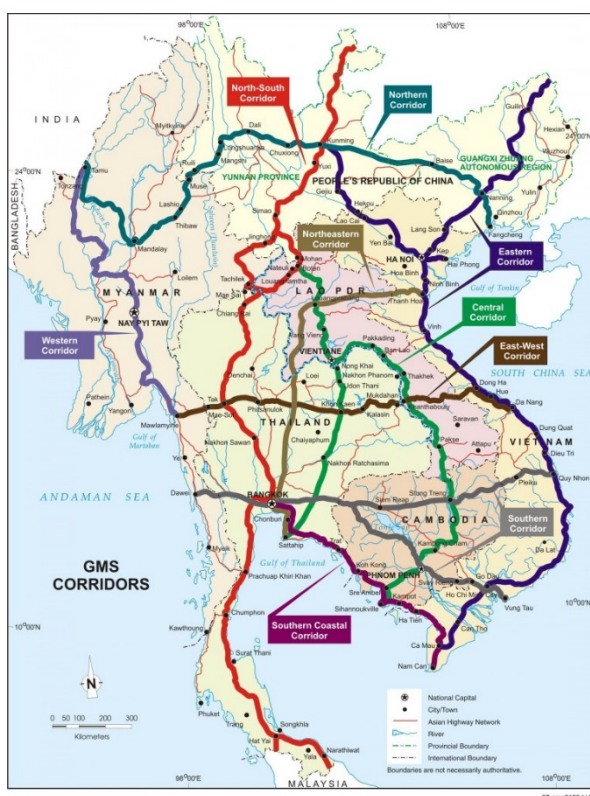 98°00'E
108°00'E
INDIA
North-South
Corridor
Northern
Corridor
Guilin
Hexian
24°00'N
Wuzhou
Myitkyina
Dali
Kunming
Longshuanae
Chuxiong
Mangshi
Yuxi
24°00'N
Tamu
Ruili
Muse
YUNNAN PROVINCE
Baise
GUANGXI ZHUANG
AUTONOMOUS REGION
PEOPLE'S REPUBLIC OF CHINA
Gejiu
Nanning
Yulin
Qinzhou
Fangcheng
BANGLADESH
Lashio
Thibaw
Simao
Hekou
Lao Cai
Lang Son
Mandalay
Jinghong
Northeastern
Corridor
Yen Bai
Kep
HA NOI
Hai Phong
Hoa Binh
Eastern
Corridor
Mohan
Boten
Nateuil
Louangnamtha
Ninh Binh
Gulf of Tonkin
MYANMAR
Loilem
Tachilek
Mae Sai
Chiang Rai
LAO PDR
Thanh Hoa
NAY PYI TAW
Pyay
Western
Corridor
Vang Vieng
Vinh
Central
Corridor
VIENTIANE
Pakkading
Ban Lao
Nong Khai
East-West
Corridor
Denchai
Loei
Nakhon Phanom
Udon Thani
Thakhek
SOUTH CHINA SEA
Pathein
Yangon
Tak
Mae Sot
Phitsanulok
Khon Kaen
Mukdahan
Kalasin
Dong Ha
Hue
Da Nang
Mawlamyine
Gulf of
Martaban
THAILAND
Saravan
VIETNAM
Dung Quat
Chaiyaphum
Pakse
Attapu
Dieu Tri
Nakhon Sawan
Ye
Nakhon Ratchasima
Pleiku
Quy Nhon
ANDAMAN SEA
Dawei
BANGKOK
Siem Reap
Stung Treng
Chonburi
CAMBODIA
Southern
Corridor
Sattahip
Trat
Kampong Cham
Da Lat
Gulf of Thailand
Myeik
Koh Kong
PHNOM PENH
Go Dau
GMS
CORRIDORS
Prachuap Khiri Khan
Sre Ambel
Kampot
Ho Chi Minh
Vung Tau
Sihannoukville
Ha Tien
10°00'N
Chumphon
Southern Coastal
Corridor
Can Tho
10°00'N
Kawthoung
Ca Mau
Nam Can
Surat Thani
N
National Capital
City/Town
Asian Highway Network
River
Provincial Boundary
International Boundary
Boundaries are not necessarily authoritative.
0 50 100 200 300
Kilometers
Phuket
Trang
Songkhla
Hat Yai
Yala
Narathiwat
98°00'E
MALAYSIA
108°00'E